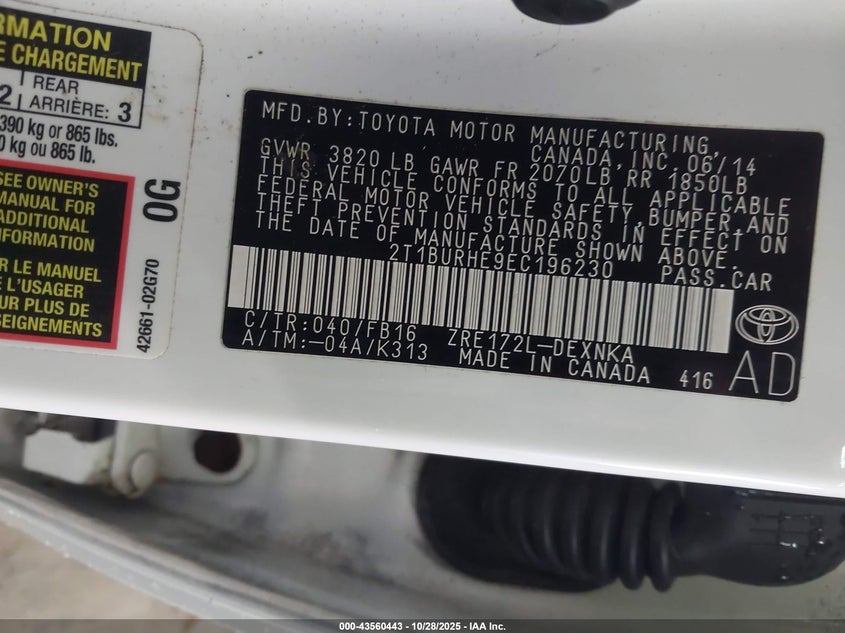 RMATION
E CHARGEMENT
2 REAR
ARRIÈRE: 3
390 kg or 865 lbs.
0 kg ou 865 lb.
SEE OWNER'S
MANUAL FOR
ADDITIONAL
NFORMATION
R LE MANUEL
L'USAGER
UR PLUS DE
SEIGNEMENTS
0G
42661-02G70
MFD.BY:TOYOTA MOTOR MANUFACTURING,
CANADA,INC.06/14
GVWR 3820 LB GAWR FR 2070LB RR 1850LB
THIS VEHICLE CONFORMS TO ALL APPLICABLE
FEDERAL MOTOR VEHICLE SAFETY,BUMPER,AND
THEFT PREVENTION STANDARDS IN EFFECT ON
THE DATE OF MANUFACTURE SHOWN ABOVE.
2T1BURHE9EC196230 PASS.CAR
C/TR:040/FB16 ZRE172L-DEXNKA
A/TM:-04A/K313 MADE IN CANADA 416
AD
000-43560443 | 10/28/2025 - IAA Inc.